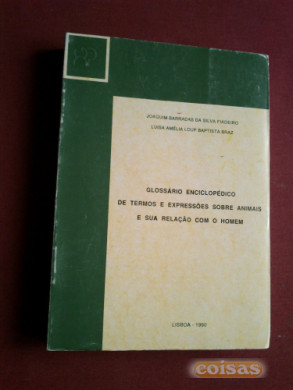 JOAQUIM BARRADAS DA SILVA FIADEIRO
LUISA AMÉLIA LOUP BAPTISTA BRAZ
GLOSSÁRIO ENCICLOPÉDICO
DE TERMOS E EXPRESSÕES SOBRE ANIMAIS
E SUA RELAÇÃO COM O HOMEM
LISBOA -
coisas